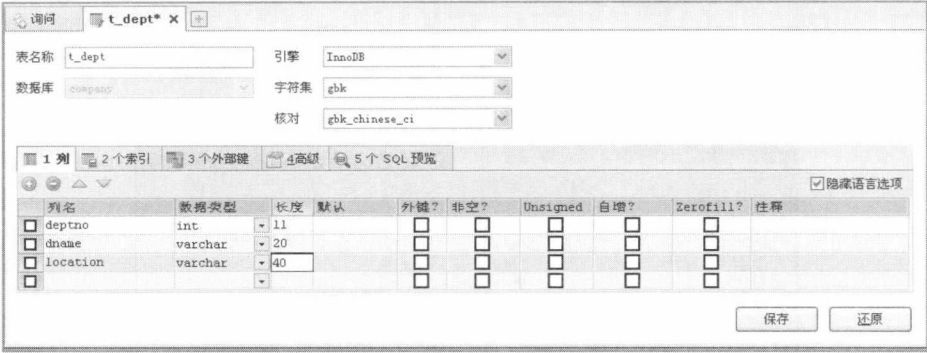 询问 t_dept*
表名称 t_dept 引擎 InnoDB
数据库 company 字符集 gbk
核对 gbk_chinese_ci
1 列 2 个索引 3 个外部键 4高级 5 个 SQL 预览
隐藏语言选项
列名 数据类型 长度 默认 外键? 非空? Unsigned 自增? Zerofill? 注释
deptno int 11
dname varchar 20
location varchar 40
保存 还原